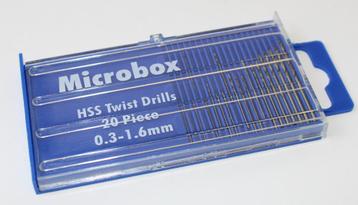 Microbox
HSS Twist Drills
20 Piece
0.3-1.6mm